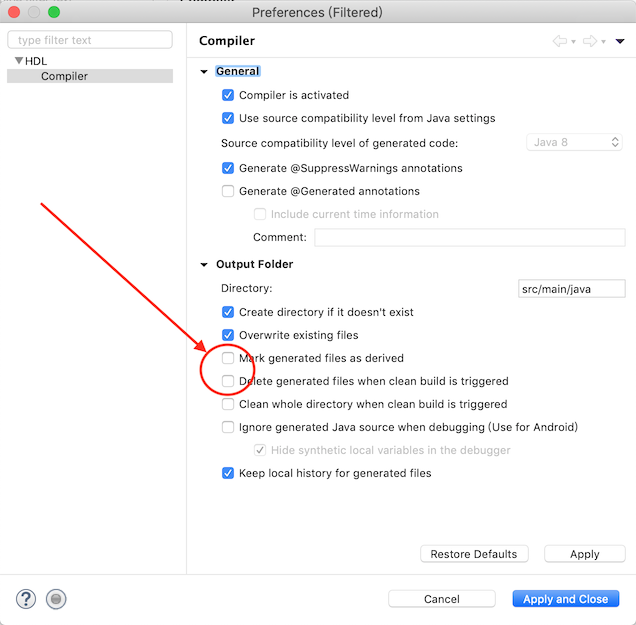 Preferences (Filtered)
type filter text
HDL
Compiler
Compiler
General
Compiler is activated
Use source compatibility level from Java settings
Source compatibility level of generated code:
Java 8
Generate @SuppressWarnings annotations
Generate @Generated annotations
Include current time information
Comment:
Output Folder
Directory:
src/main/java
Create directory if it doesn't exist
Overwrite existing files
Mark generated files as derived
Delete generated files when clean build is triggered
Clean whole directory when clean build is triggered
Ignore generated Java source when debugging (Use for Android)
Hide synthetic local variables in the debugger
Keep local history for generated files
Restore Defaults
Apply
?
Cancel
Apply and Close